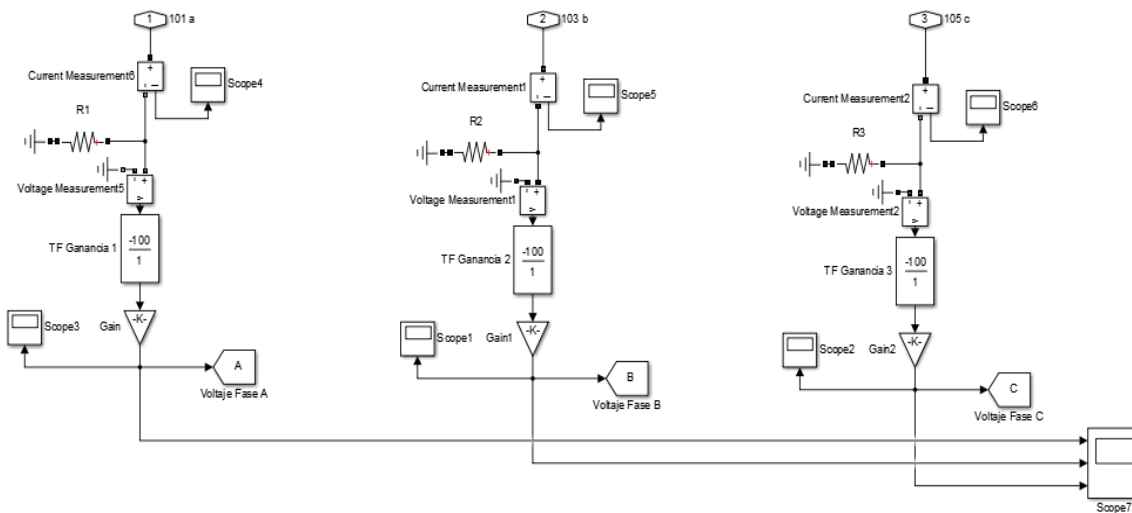 1 101 a
Current Measurement6
Scope4
R1
Voltage Measurement5
TF Ganancia 1
-100
1
Scope3
Gain
-K-
A
Voltaje Fase A
2 103 b
Current Measurement1
Scope5
R2
Voltage Measurement1
TF Ganancia 2
-100
1
Scope1
Gain1
-K-
B
Voltaje Fase B
3 105 c
Current Measurement2
Scope6
R3
Voltage Measurement2
TF Ganancia 3
-100
1
Scope2
Gain2
-K-
C
Voltaje Fase C
Scope7